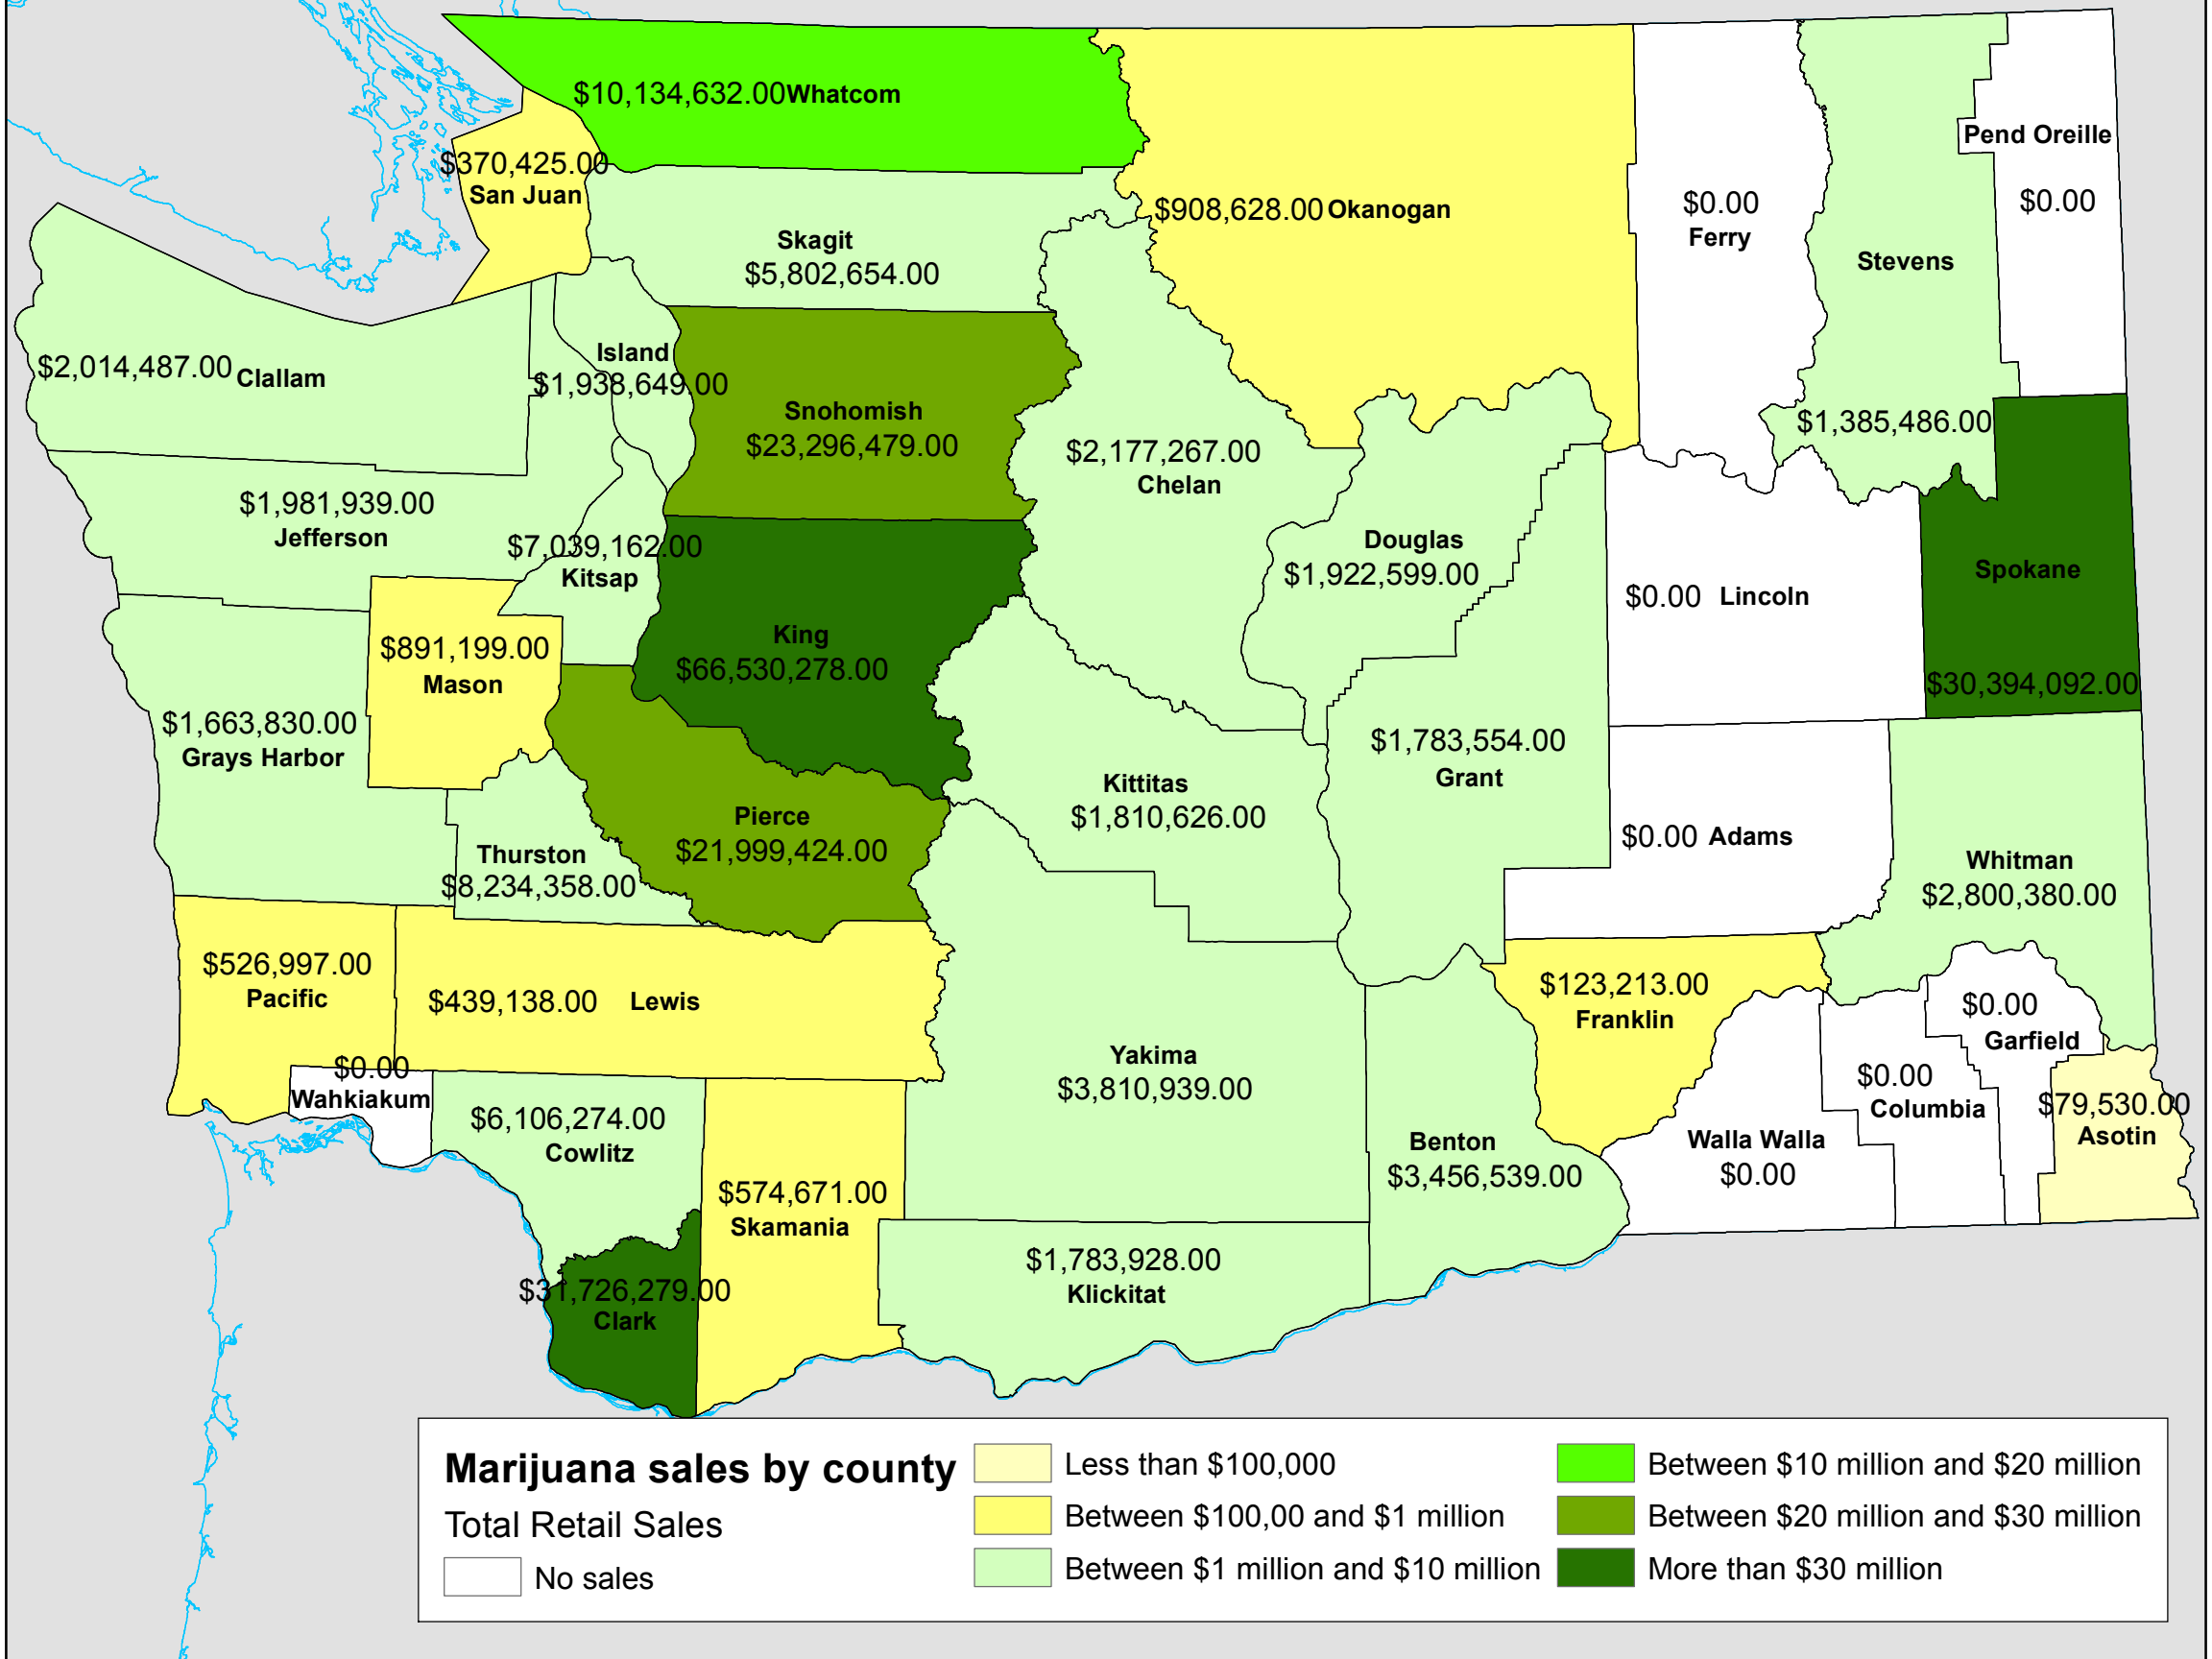 $10,134,632.00 Whatcom
$370,425.00
San Juan
Skagit
$5,802,654.00
$908,628.00 Okanogan
$0.00
Ferry
Stevens
$1,385,486.00
Pend Oreille
$0.00
$2,014,487.00 Clallam
Island
$1,938,649.00
Snohomish
$23,296,479.00
$2,177,267.00
Chelan
$1,981,939.00
Jefferson
$7,039,162.00
Kitsap
Douglas
$1,922,599.00
$0.00 Lincoln
Spokane
$30,394,092.00
$891,199.00
Mason
King
$66,530,278.00
$1,663,830.00
Grays Harbor
Kittitas
$1,810,626.00
$1,783,554.00
Grant
$0.00 Adams
Pierce
$21,999,424.00
Thurston
$8,234,358.00
Whitman
$2,800,380.00
$526,997.00
Pacific
$439,138.00 Lewis
$123,213.00
Franklin
$0.00
Garfield
$0.00
Wahkiakum
Yakima
$3,810,939.00
$0.00
Columbia
$79,530.00
Asotin
$6,106,274.00
Cowlitz
Benton
$3,456,539.00
Walla Walla
$0.00
$574,671.00
Skamania
$31,726,279.00
Clark
$1,783,928.00
Klickitat
Marijuana sales by county
Total Retail Sales
No sales
Less than $100,000
Between $100,00 and $1 million
Between $1 million and $10 million
Between $10 million and $20 million
Between $20 million and $30 million
More than $30 million